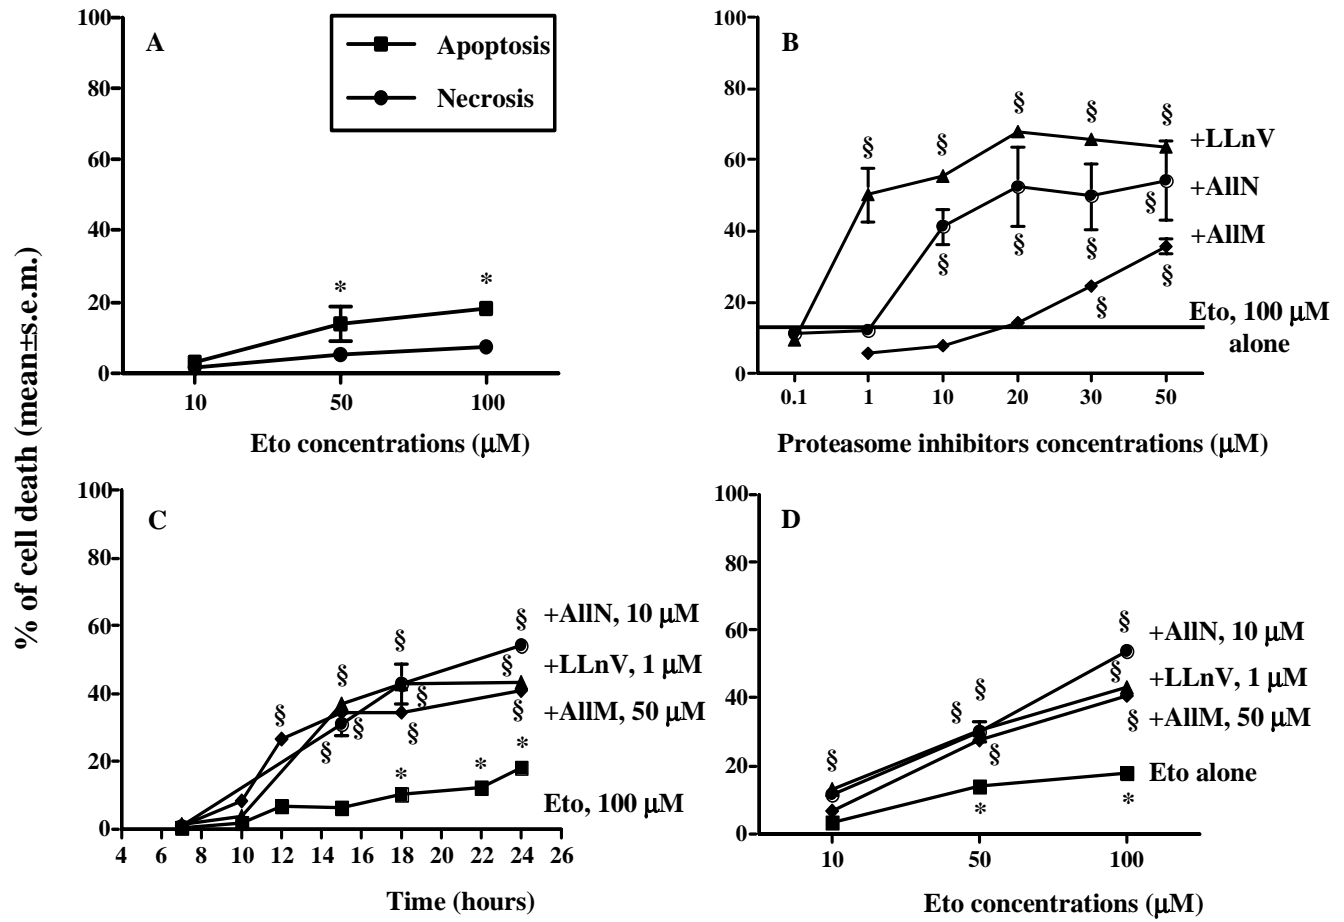 % of cell death (mean±s.e.m.)
A
Apoptosis
Necrosis
100
80
60
40
20
0
* *
10 50 100
Eto concentrations (µM)
B
100
80
60
40
20
0
§ § § § § §
§ § § § § §
§ §
+LLnV
+AllN
+AllM
Eto, 100 µM
alone
0.1 1 10 20 30 50
Proteasome inhibitors concentrations (µM)
C
100
80
60
40
20
0
§ § § §
§ § § § § §
* * *
+AllN, 10 µM
+LLnV, 1 µM
+AllM, 50 µM
Eto, 100 µM
4 6 8 10 12 14 16 18 20 22 24 26
Time (hours)
D
100
80
60
40
20
0
§ § §
§ § § §
* *
+AllN, 10 µM
+LLnV, 1 µM
+AllM, 50 µM
Eto alone
10 50 100
Eto concentrations (µM)